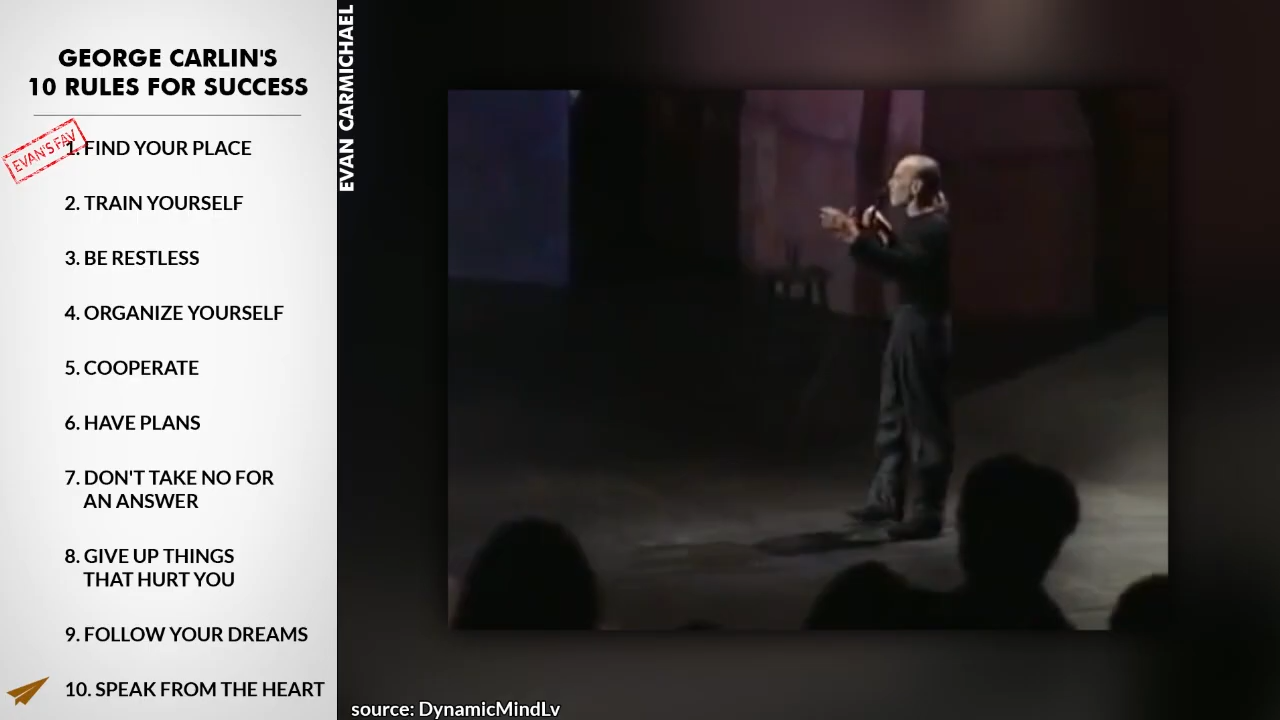 GEORGE CARLIN'S
10 RULES FOR SUCCESS
EVAN'S FAV
1. FIND YOUR PLACE
2. TRAIN YOURSELF
3. BE RESTLESS
4. ORGANIZE YOURSELF
5. COOPERATE
6. HAVE PLANS
7. DON'T TAKE NO FOR
AN ANSWER
8. GIVE UP THINGS
THAT HURT YOU
9. FOLLOW YOUR DREAMS
10. SPEAK FROM THE HEART
EVAN CARMICHAEL
source: DynamicMindLv